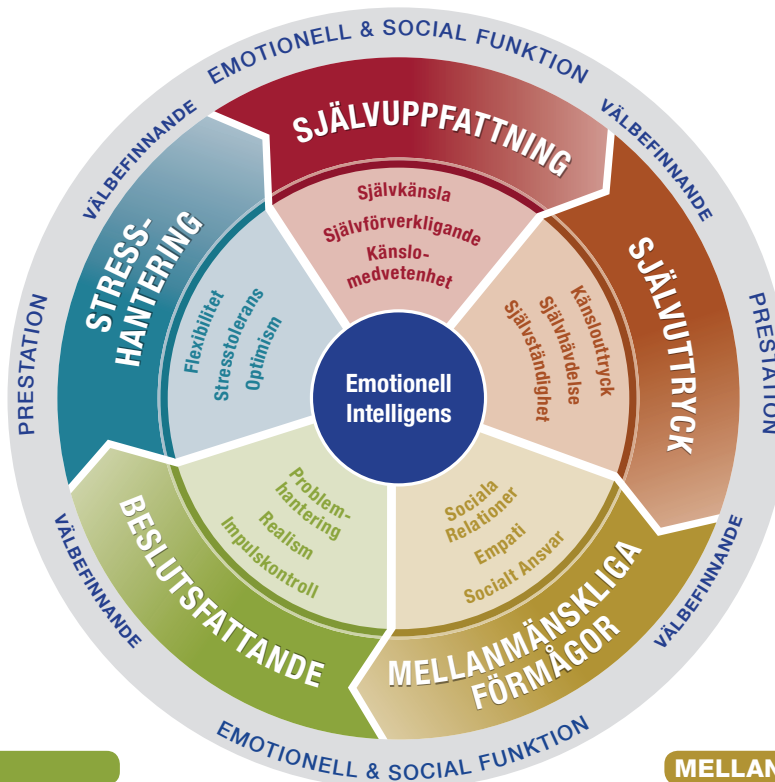 EMOTIONELL & SOCIAL FUNKTION
VÄLBEFINNANDE
VÄLBEFINNANDE
PRESTATION
PRESTATION
SJÄLVUPPFATTNING
Självkänsla
Självförverkligande
Känslo-
medvetenhet
SJÄLVUTTRYCK
Känslouttryck
Självhävdelse
Självständighet
STRESS-
HANTERING
Flexibilitet
Stresstolerans
Optimism
Emotionell
Intelligens
BESLUTSFATTANDE
Problem-
hantering
Realism
Impulskontroll
MELLANMÄNSKLIGA
FÖRMÅGOR
Sociala
Relationer
Empati
Socialt Ansvar
VÄLBEFINNANDE
VÄLBEFINNANDE
EMOTIONELL & SOCIAL FUNKTION
MELLAN